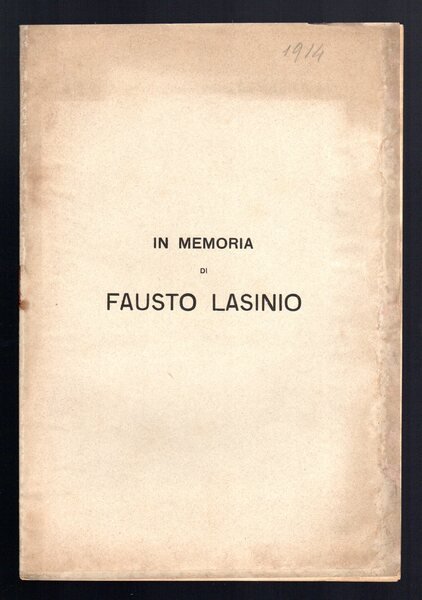 1914
IN MEMORIA
DI
FAUSTO LASINIO